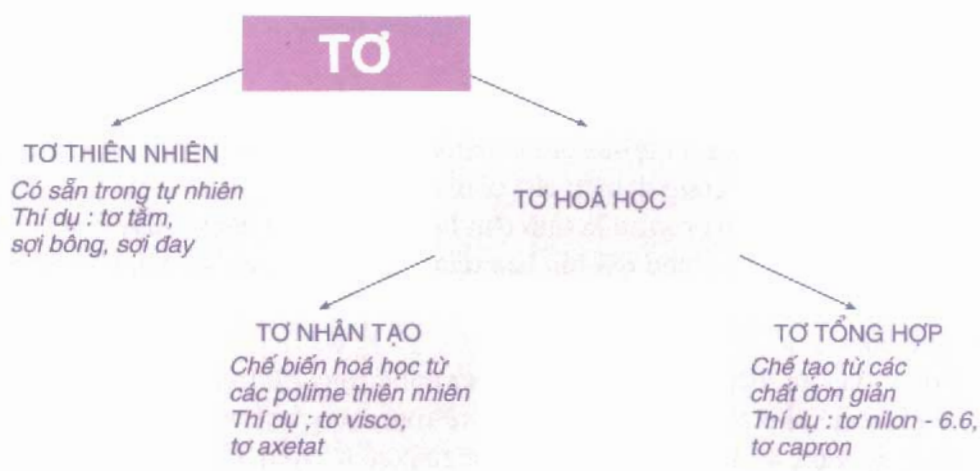 TƠ
TƠ THIÊN NHIÊN
Có sẵn trong tự nhiên
Thí dụ : tơ tằm,
sợi bông, sợi đay
TƠ HOÁ HỌC
TƠ NHÂN TẠO
Chế biến hoá học từ
các polime thiên nhiên
Thí dụ ; tơ visco,
tơ axetat
TƠ TỔNG HỢP
Chế tạo từ các
chất đơn giản
Thí dụ : tơ nilon - 6.6,
tơ capron